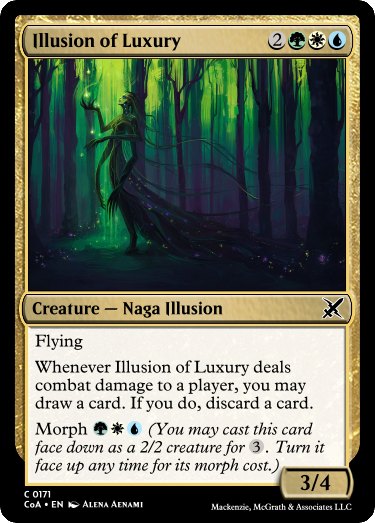 Illusion of Luxury 2
Creature — Naga Illusion
Flying
Whenever Illusion of Luxury deals
combat damage to a player, you may
draw a card. If you do, discard a card.
Morph (You may cast this card
face down as a 2/2 creature for 3. Turn it
face up any time for its morph cost.)
3/4
C 0171
CoA • EN Alena Aenami
Mackenzie, McGrath & Associates LLC